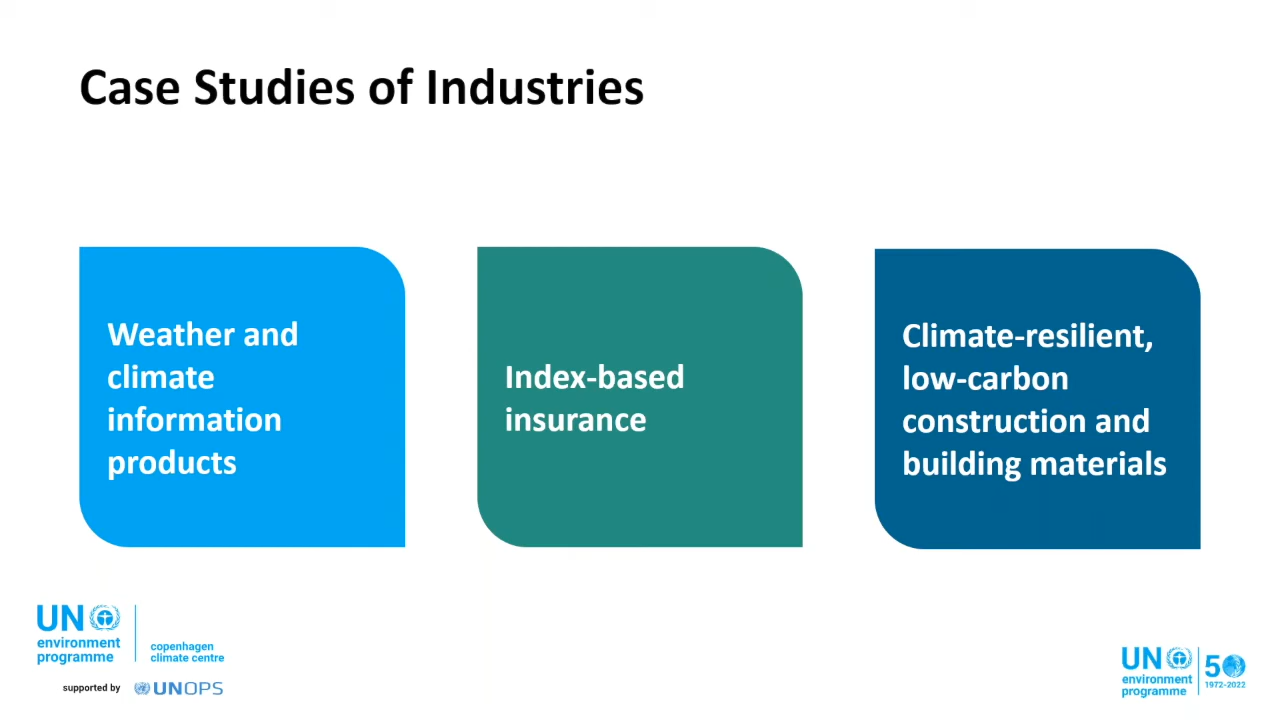 Case Studies of Industries
Weather and
climate
information
products
Index-based
insurance
Climate-resilient,
low-carbon
construction and
building materials
UN
environment
programme
copenhagen
climate centre
supported by
UNOPS
UN
environment
programme
50
1972-2022